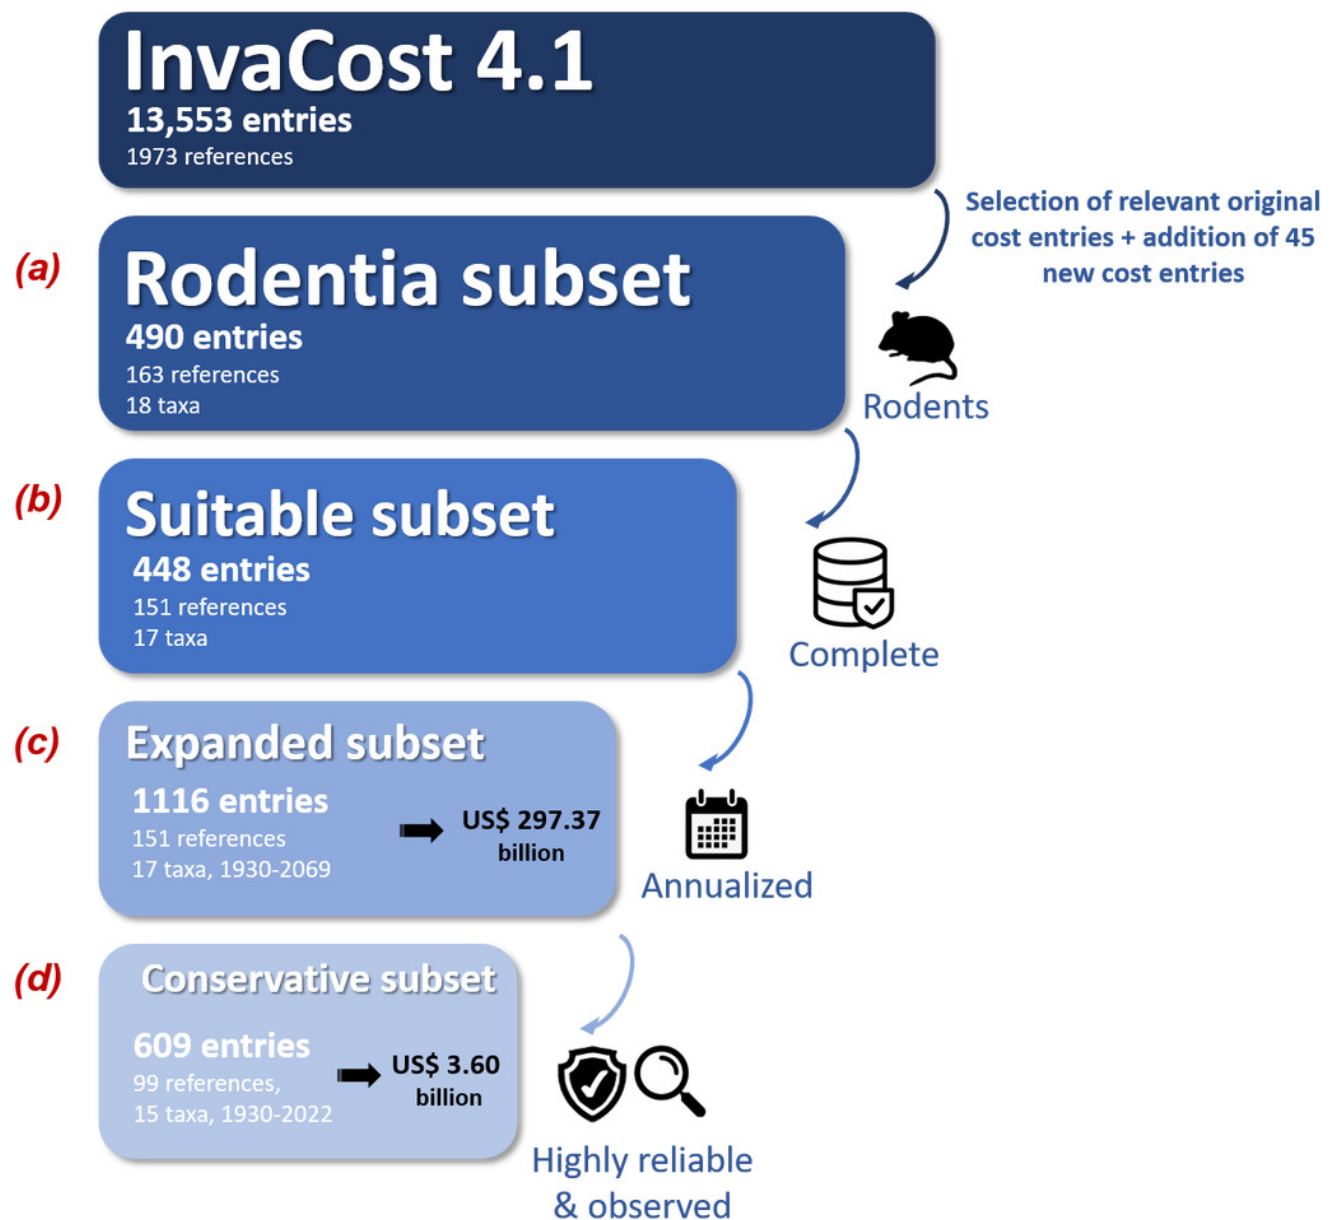 InvaCost 4.1
13,553 entries
1973 references
Selection of relevant original
cost entries + addition of 45
new cost entries
(a)
Rodentia subset
490 entries
163 references
18 taxa
Rodents
(b)
Suitable subset
448 entries
151 references
17 taxa
Complete
(c)
Expanded subset
1116 entries
151 references
17 taxa, 1930-2069
US$ 297.37
billion
Annualized
(d)
Conservative subset
609 entries
99 references,
15 taxa, 1930-2022
US$ 3.60
billion
Highly reliable
& observed